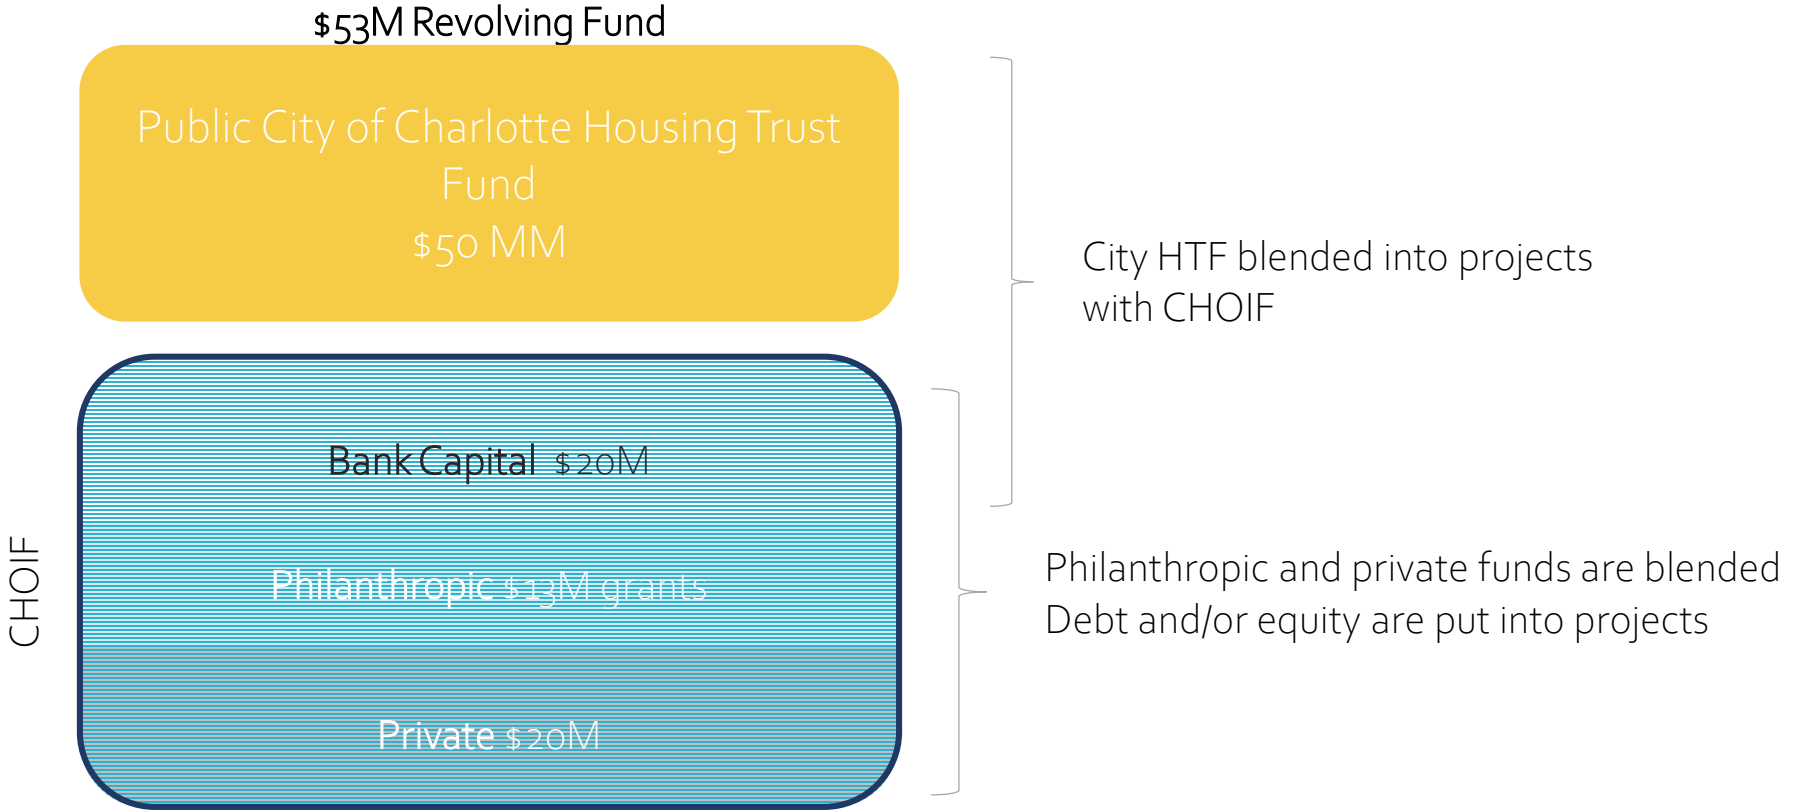 $53M Revolving Fund
Public City of Charlotte Housing Trust
Fund
$50 MM
City HTF blended into projects
with CHOIF
Bank Capital $20M
Philanthropic $13M grants
Private $20M
CHOIF
Philanthropic and private funds are blended
Debt and/or equity are put into projects